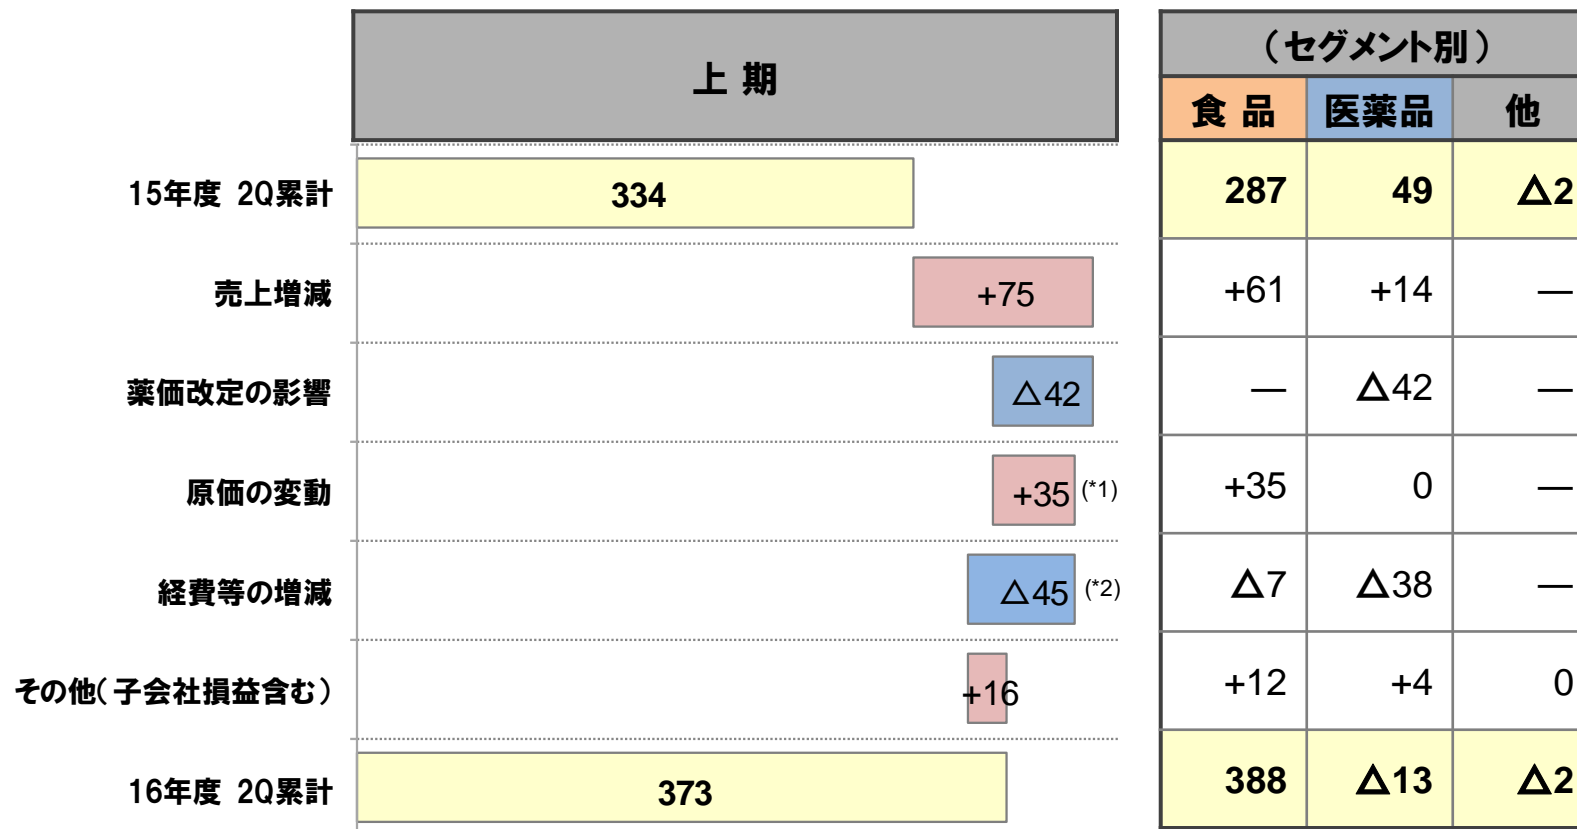 上 期
（セグメント別）
食 品 医薬品 他
15年度 2Q累計 334 287 49 △2
売上増減 +75 +61 +14 ―
薬価改定の影響 △42 ― △42 ―
原価の変動 +35 (*1) +35 0 ―
経費等の増減 △45 (*2) △7 △38 ―
その他（子会社損益含む） +16 +12 +4 0
16年度 2Q累計 373 388 △13 △2